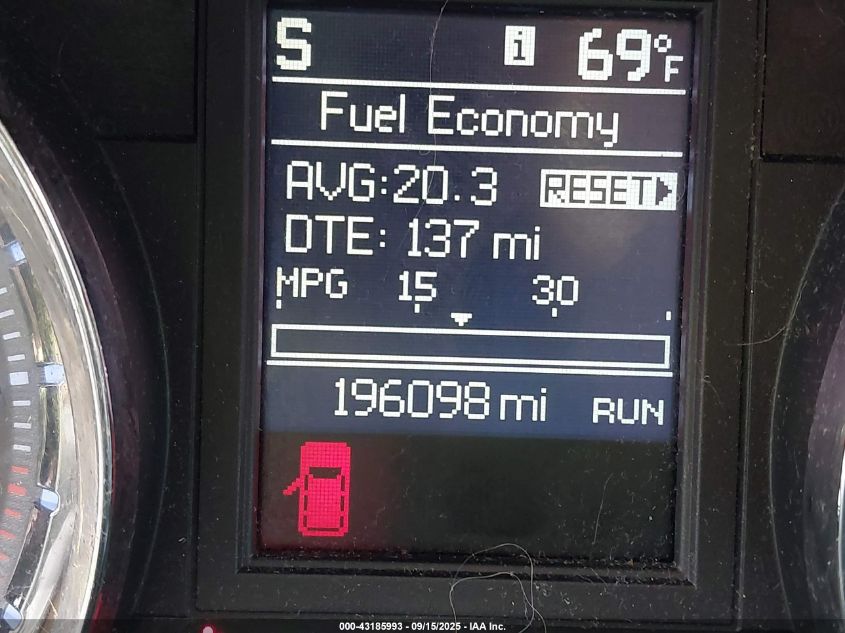 S i 69°F
Fuel Economy
AVG:20.3 RESET>
DTE: 137 mi
MPG 15 30
196098 mi RUN
000-43185993 - 09/15/2025 - IAA Inc.